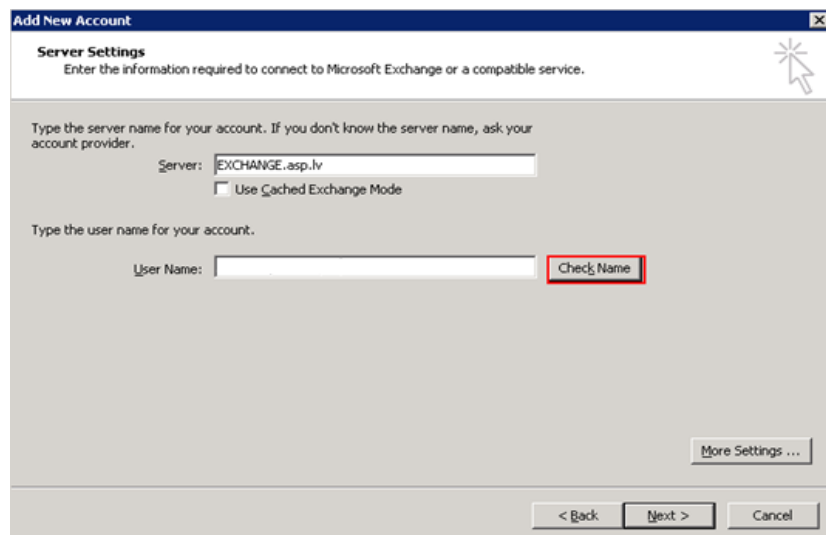 Add New Account
Server Settings
Enter the information required to connect to Microsoft Exchange or a compatible service.
Type the server name for your account. If you don't know the server name, ask your
account provider.
Server: EXCHANGE.asp.lv
Use Cached Exchange Mode
Type the user name for your account.
User Name: Check Name
More Settings ...
< Back Next > Cancel